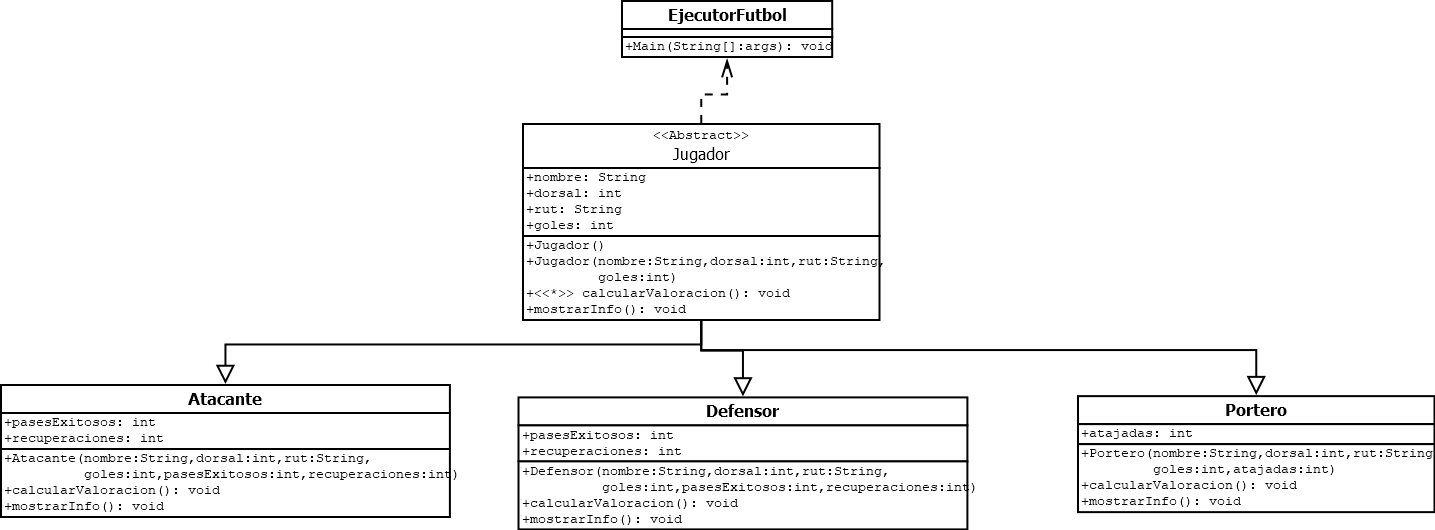 EjecutorFutbol
+Main(String[]:args): void
<<Abstract>>
Jugador
+nombre: String
+dorsal: int
+rut: String
+goles: int
+Jugador()
+Jugador(nombre:String,dorsal:int,rut:String,
goles:int)
+<<*>> calcularValoracion(): void
+mostrarInfo(): void
Atacante
+pasesExitosos: int
+recuperaciones: int
+Atacante(nombre:String,dorsal:int,rut:String,
goles:int,pasesExitosos:int,recuperaciones:int)
+calcularValoracion(): void
+mostrarInfo(): void
Defensor
+pasesExitosos: int
+recuperaciones: int
+Defensor(nombre:String,dorsal:int,rut:String,
goles:int,pasesExitosos:int,recuperaciones:int)
+calcularValoracion(): void
+mostrarInfo(): void
Portero
+atajadas: int
+Portero(nombre:String,dorsal:int,rut:String
goles:int,atajadas:int)
+calcularValoracion(): void
+mostrarInfo(): void